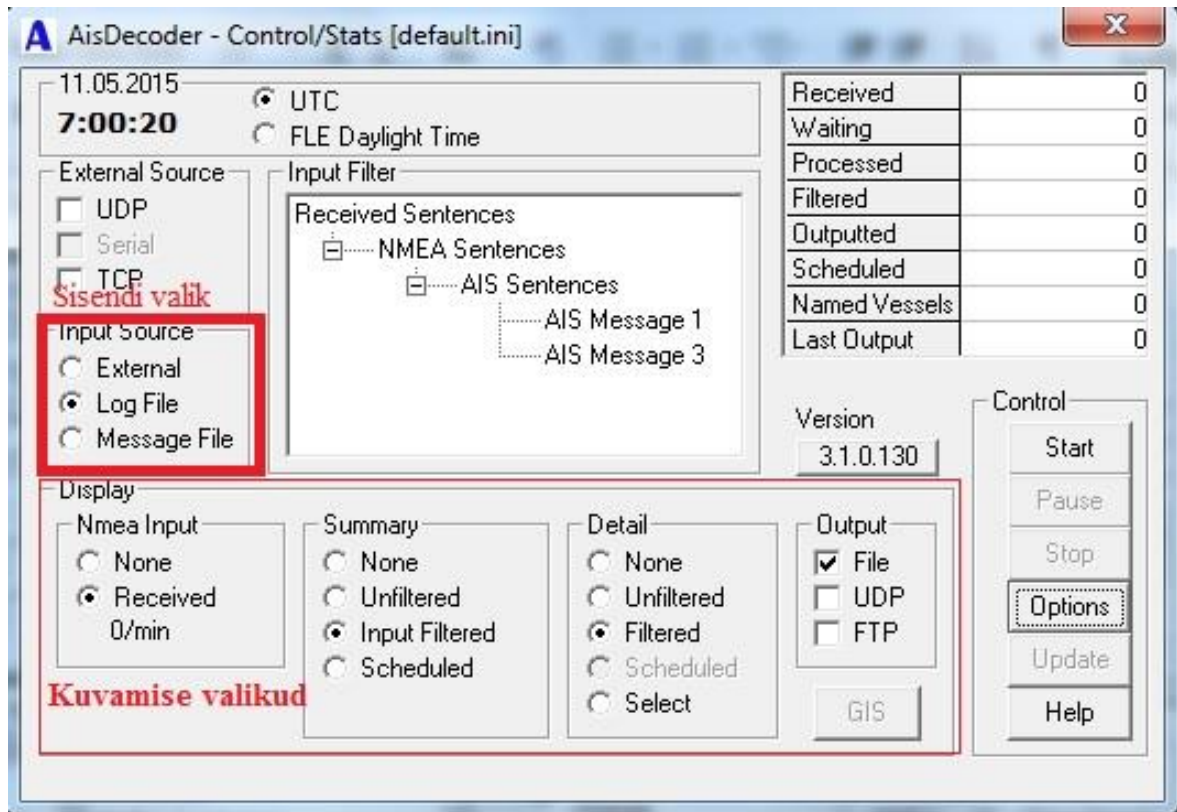 AisDecoder - Control/Stats [default.ini]
11.05.2015
7:00:20
UTC
FLE Daylight Time
External Source
UDP
Serial
TCP
Sisendi valik
Input Source
External
Log File
Message File
Input Filter
Received Sentences
NMEA Sentences
AIS Sentences
AIS Message 1
AIS Message 3
Received 0
Waiting 0
Processed 0
Filtered 0
Outputted 0
Scheduled 0
Named Vessels 0
Last Output 0
Version
3.1.0.130
Display
Nmea Input
None
Received
0/min
Kuvamise valikud
Summary
None
Unfiltered
Input Filtered
Scheduled
Detail
None
Unfiltered
Filtered
Scheduled
Select
Output
File
UDP
FTP
GIS
Control
Start
Pause
Stop
Options
Update
Help